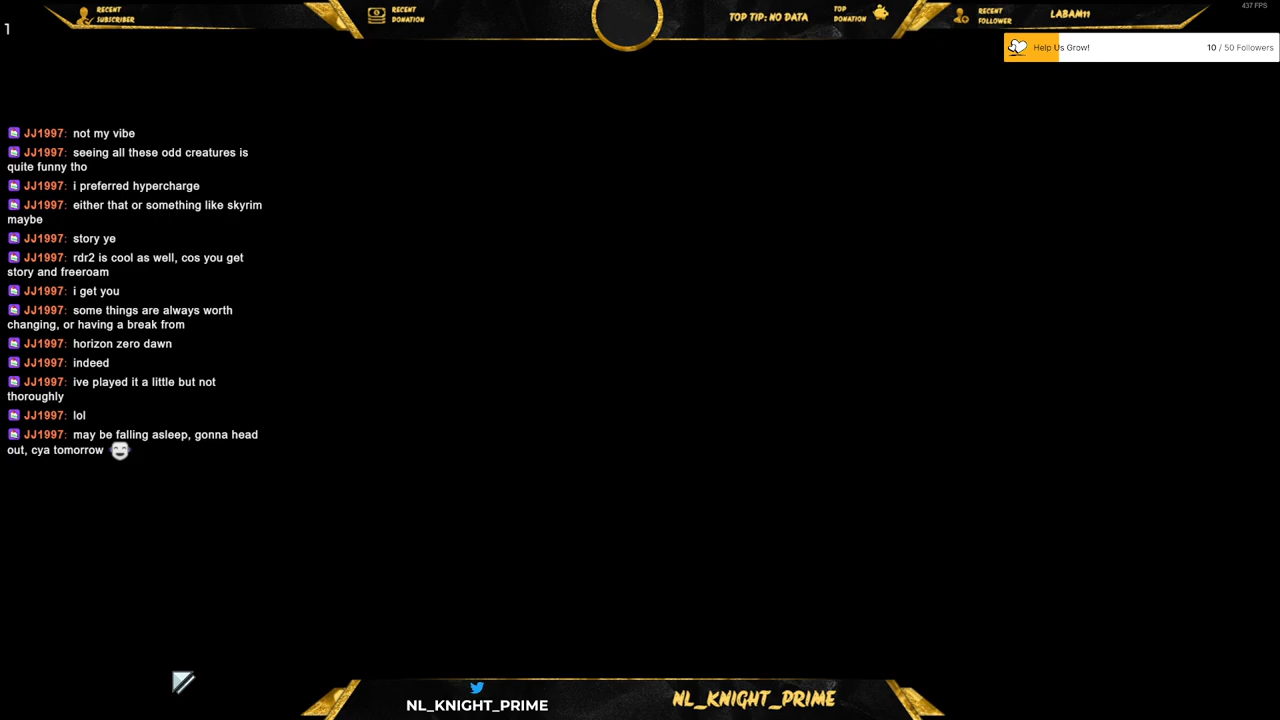 RECENT
SUBSCRIBER
RECENT
DONATION
TOP TIP: NO DATA
TOP
DONATION
RECENT
FOLLOWER
LABAM11
437 FPS
1
Help Us Grow!
10 / 50 Followers
JJ1997: not my vibe
JJ1997: seeing all these odd creatures is
quite funny tho
JJ1997: i preferred hypercharge
JJ1997: either that or something like skyrim
maybe
JJ1997: story ye
JJ1997: rdr2 is cool as well, cos you get
story and freeroam
JJ1997: i get you
JJ1997: some things are always worth
changing, or having a break from
JJ1997: horizon zero dawn
JJ1997: indeed
JJ1997: ive played it a little but not
thoroughly
JJ1997: lol
JJ1997: may be falling asleep, gonna head
out, cya tomorrow
NL_KNIGHT_PRIME
NL_KNIGHT_PRIME